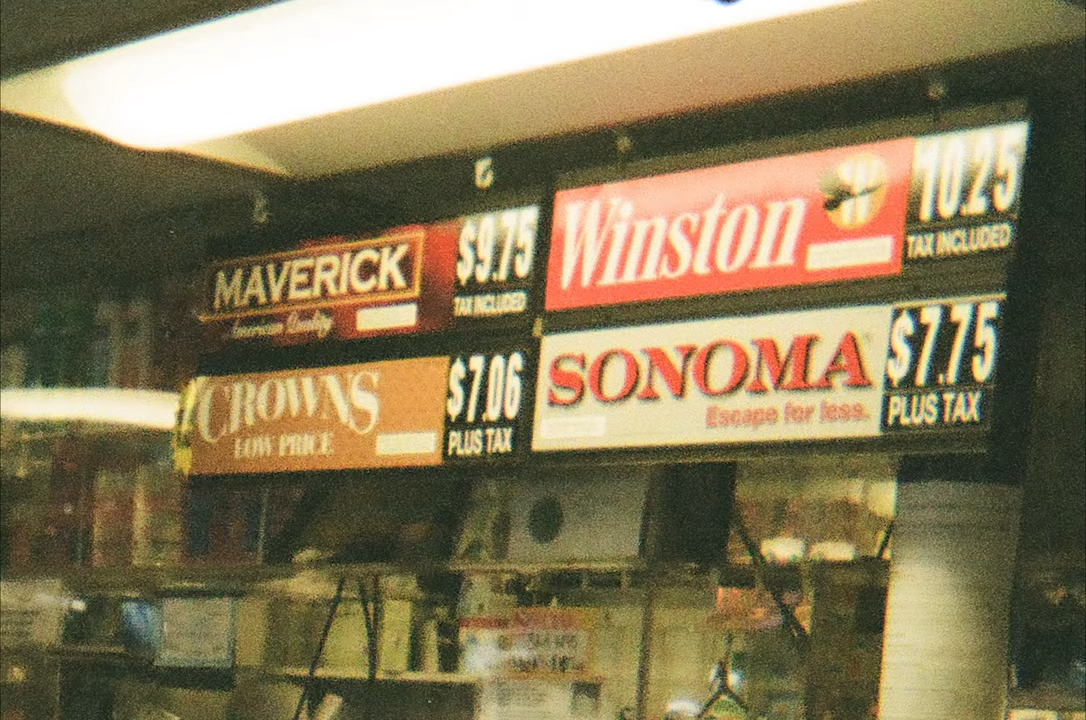 MAVERICK
American Quality
$9.75
TAX INCLUDED
Winston
10.25
TAX INCLUDED
CROWNS
LOW PRICE
$7.06
PLUS TAX
SONOMA
Escape for less.
$7.75
PLUS TAX